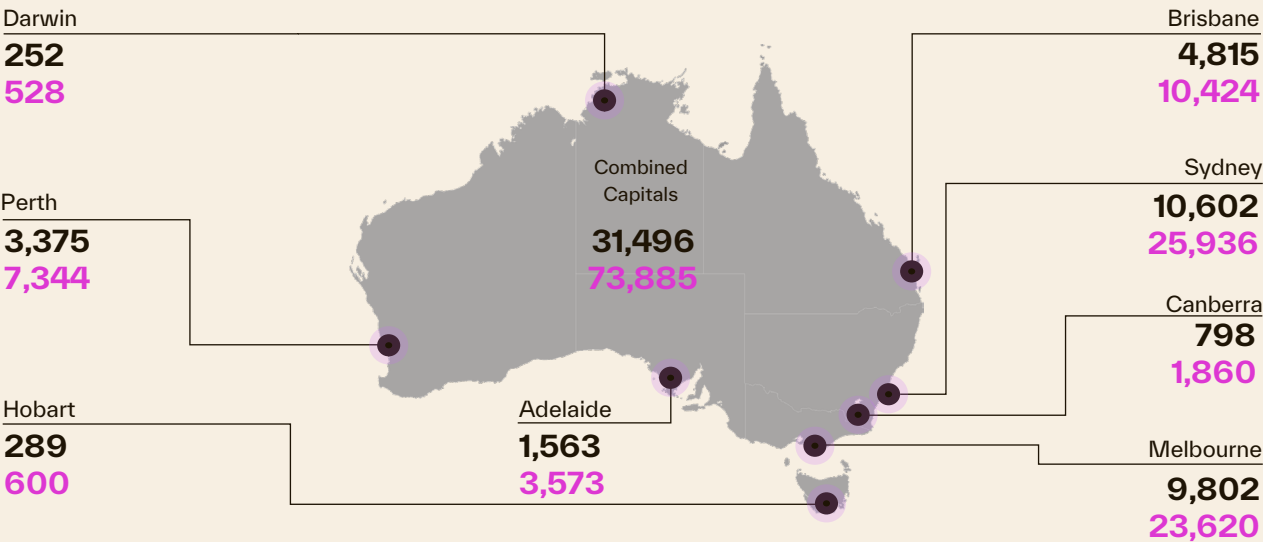 Darwin
252
528
Brisbane
4,815
10,424
Combined
Capitals
31,496
73,885
Sydney
10,602
25,936
Perth
3,375
7,344
Canberra
798
1,860
Hobart
289
600
Adelaide
1,563
3,573
Melbourne
9,802
23,620